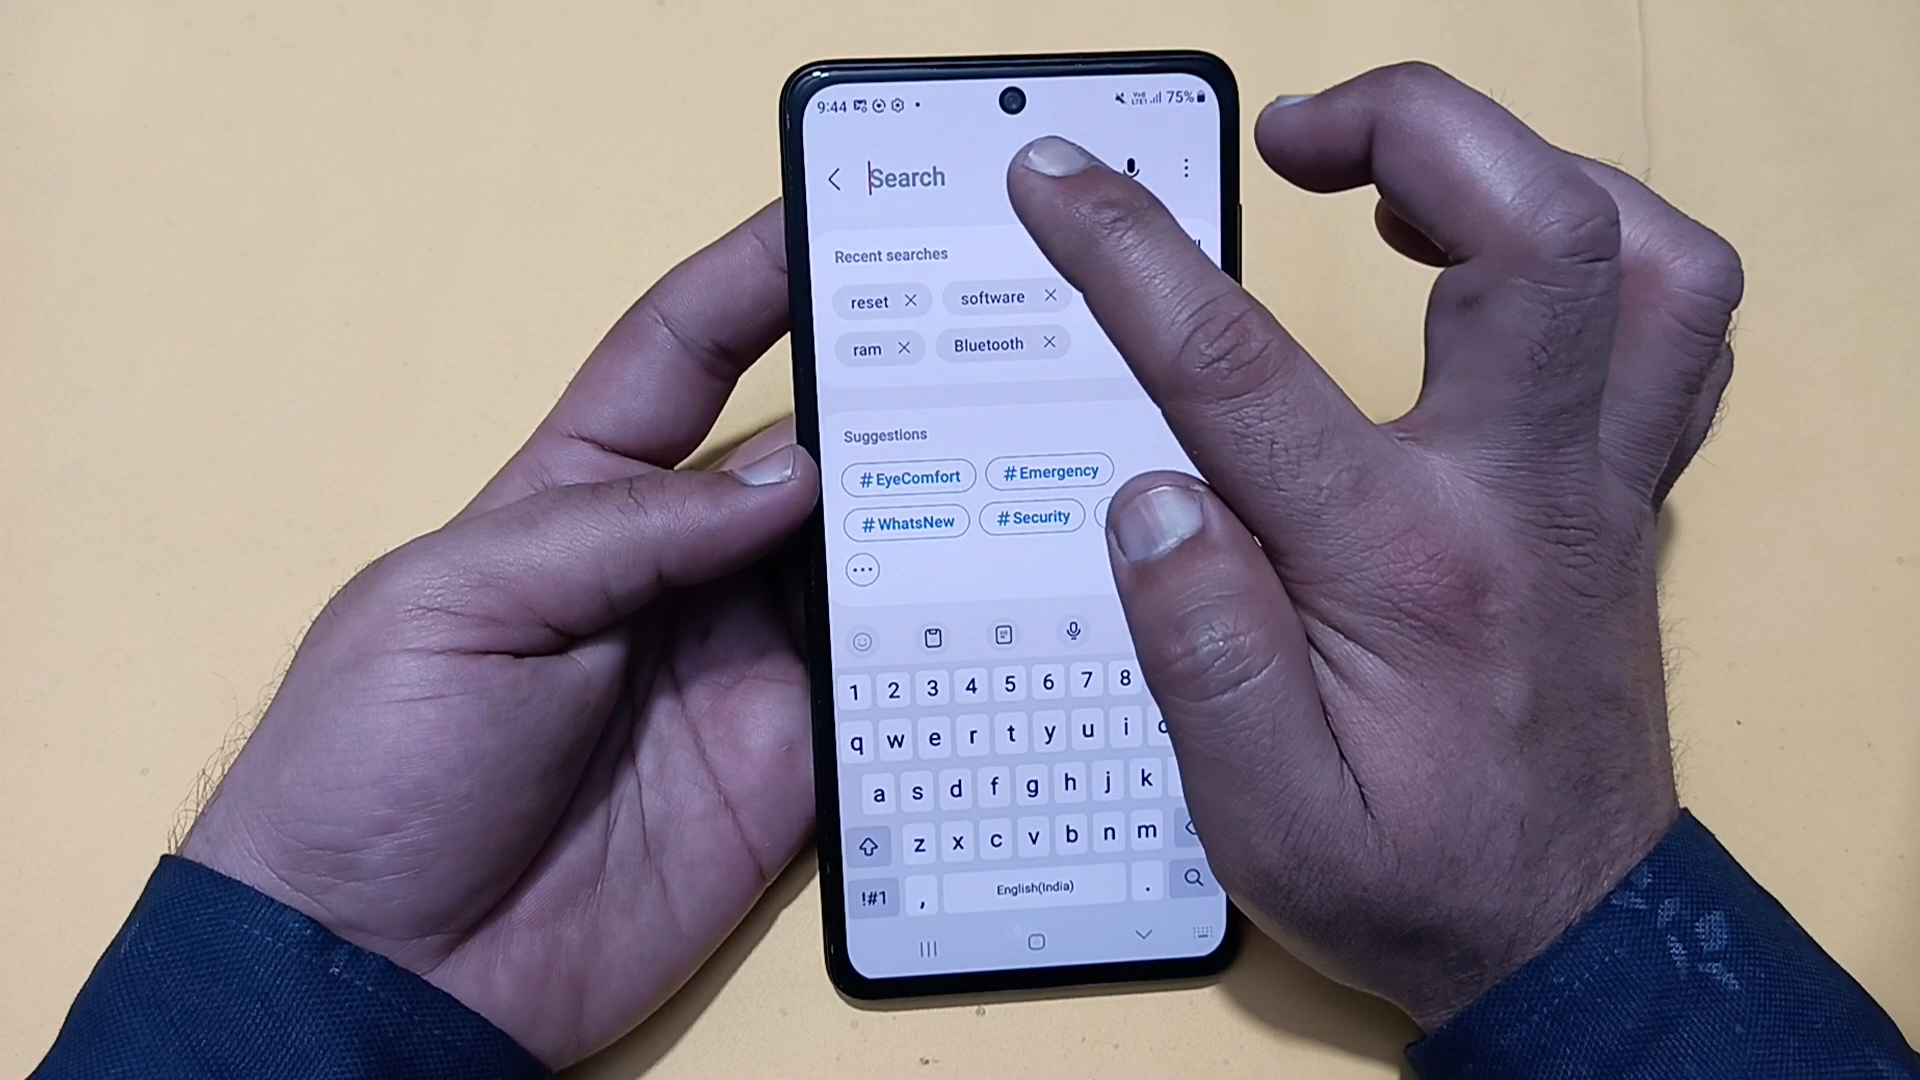 9:44 75%
Search
Recent searches
reset software
ram Bluetooth
Suggestions
#EyeComfort #Emergency
#WhatsNew #Security
1 2 3 4 5 6 7 8
q w e r t y u i
a s d f g h j k
z x c v b n m
!#1 , English(India) .